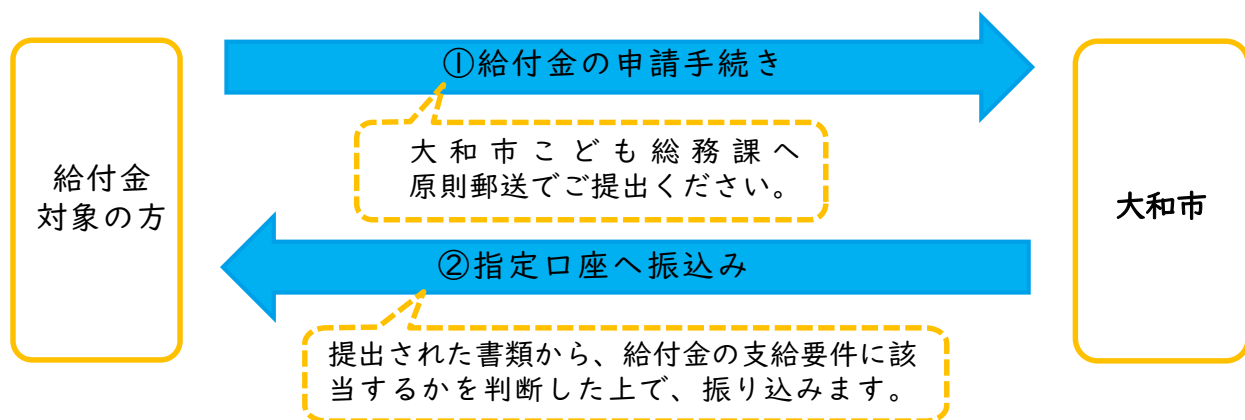 ①給付金の申請手続き
大和市こども総務課へ
原則郵送でご提出ください。
給付金
対象の方
大和市
②指定口座へ振込み
提出された書類から、給付金の支給要件に該
当するかを判断した上で、振り込みます。